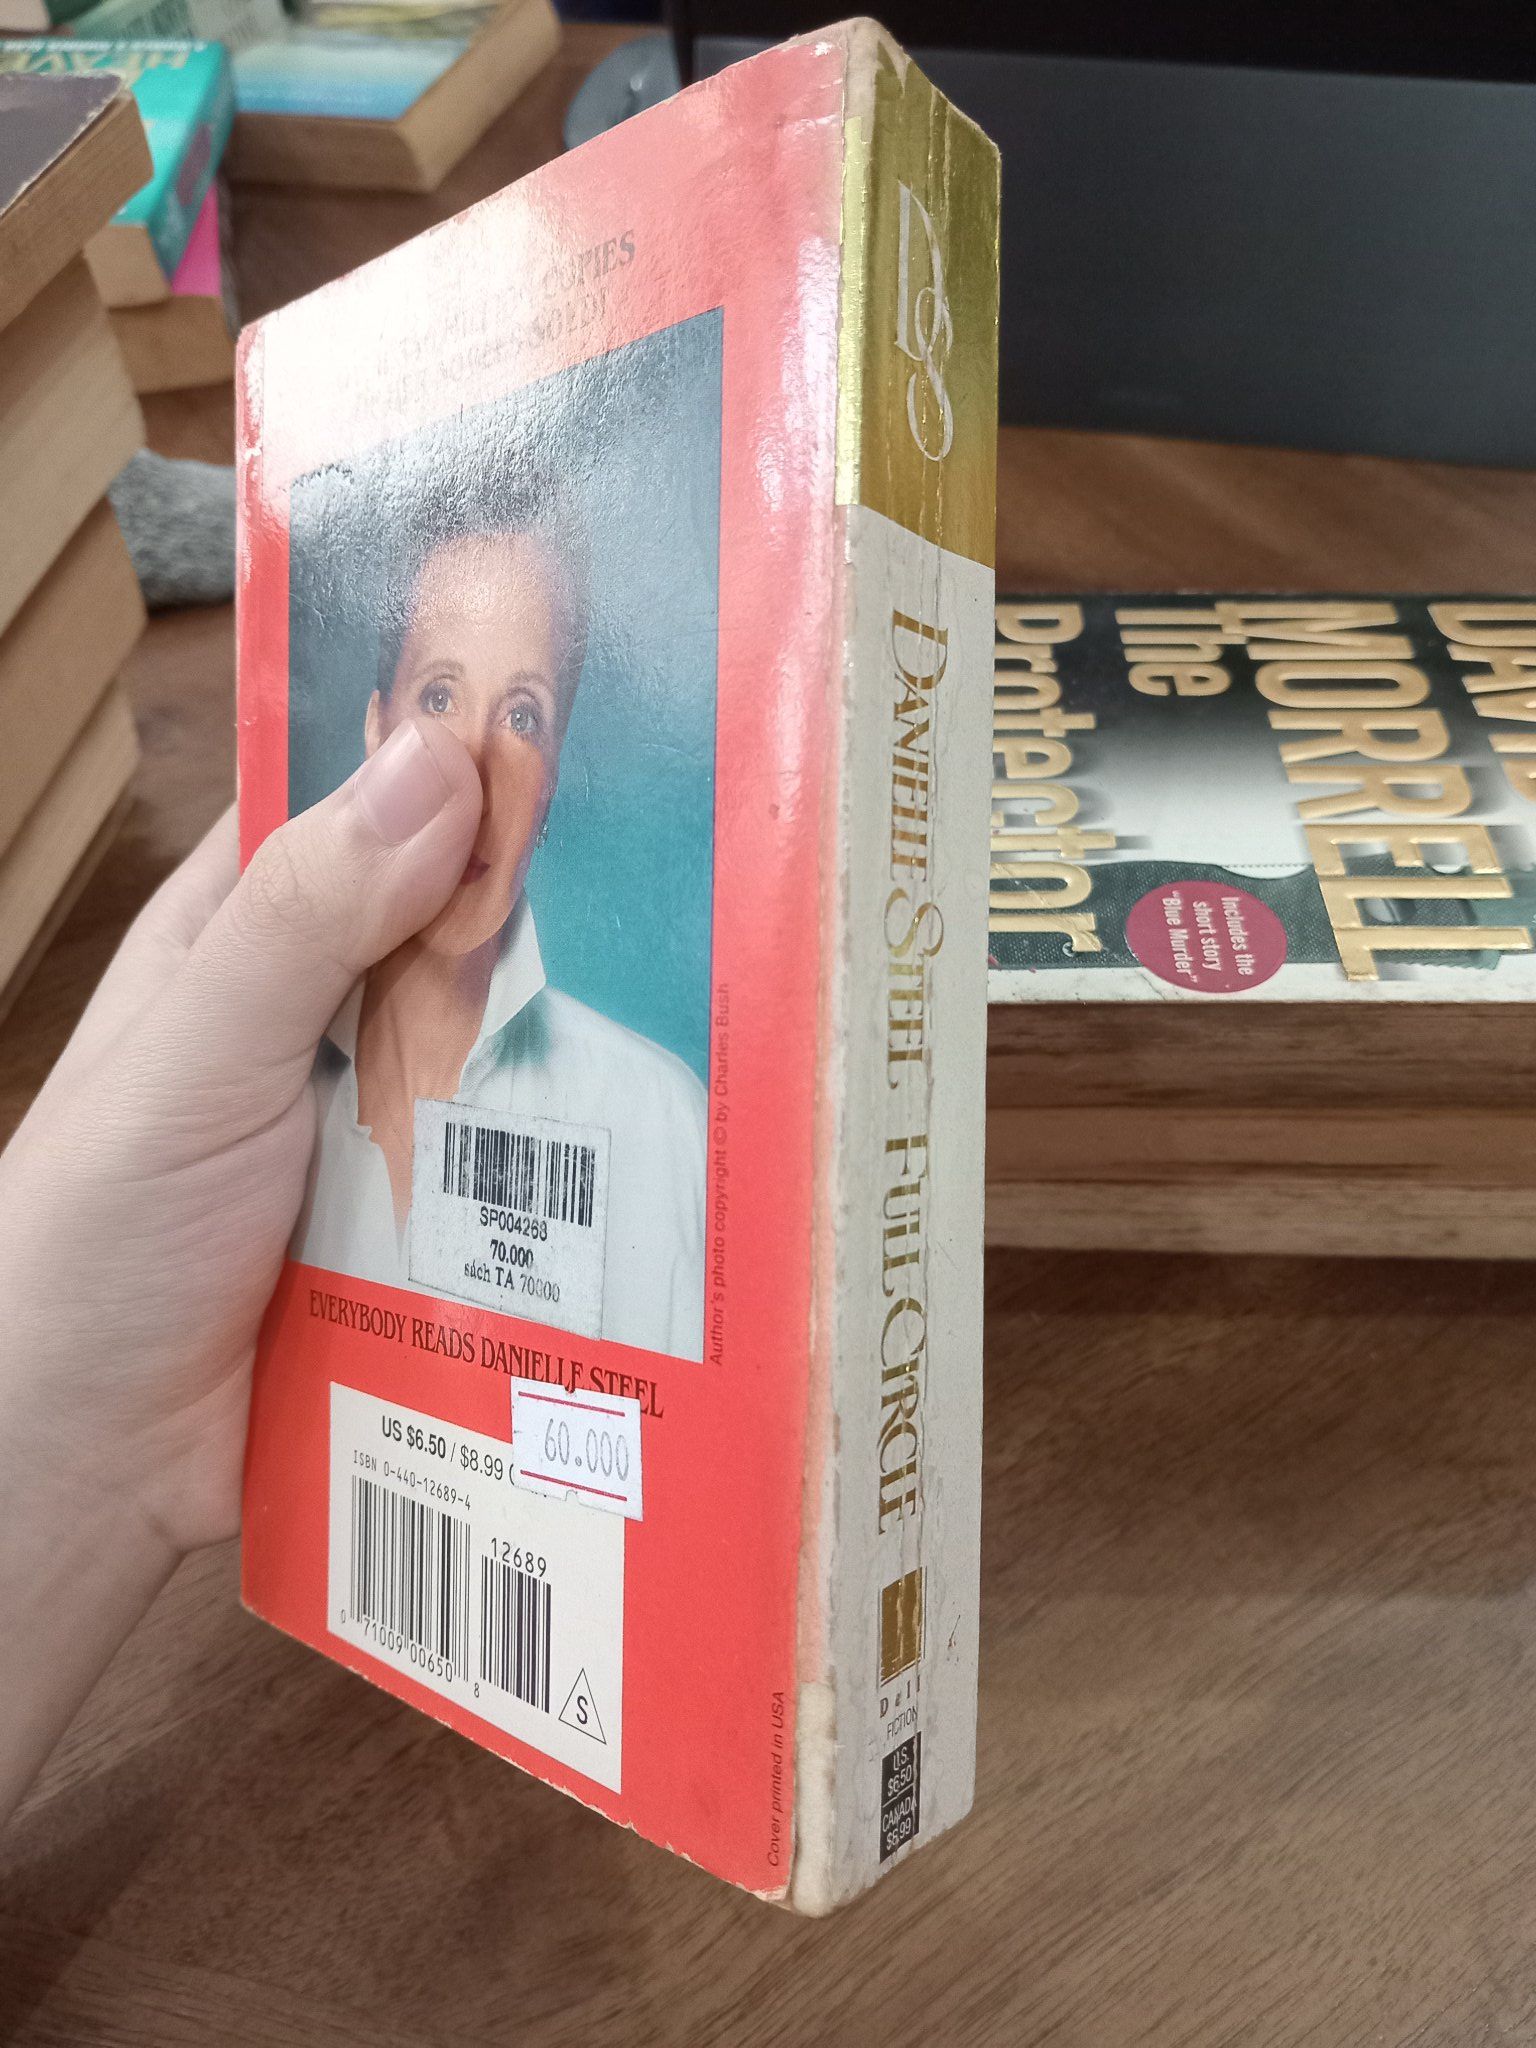 COPIES
EVERYBODY READS DANIELLE STEEL
SP004268
70.000
sách TA 70000
60.000
US $6.50 / $8.99
ISBN 0-440-12689-4
12689
0 71009 00650 8
S
Author's photo copyright © by Charles Bush
Cover printed in USA
DS
DANIELLE STEEL FULL CIRCLE
Dell
FICTION
U.S.
$6.50
CANADA
$8.99
MORRELL
The
Protector
Includes the
short story
"Blue Murder"